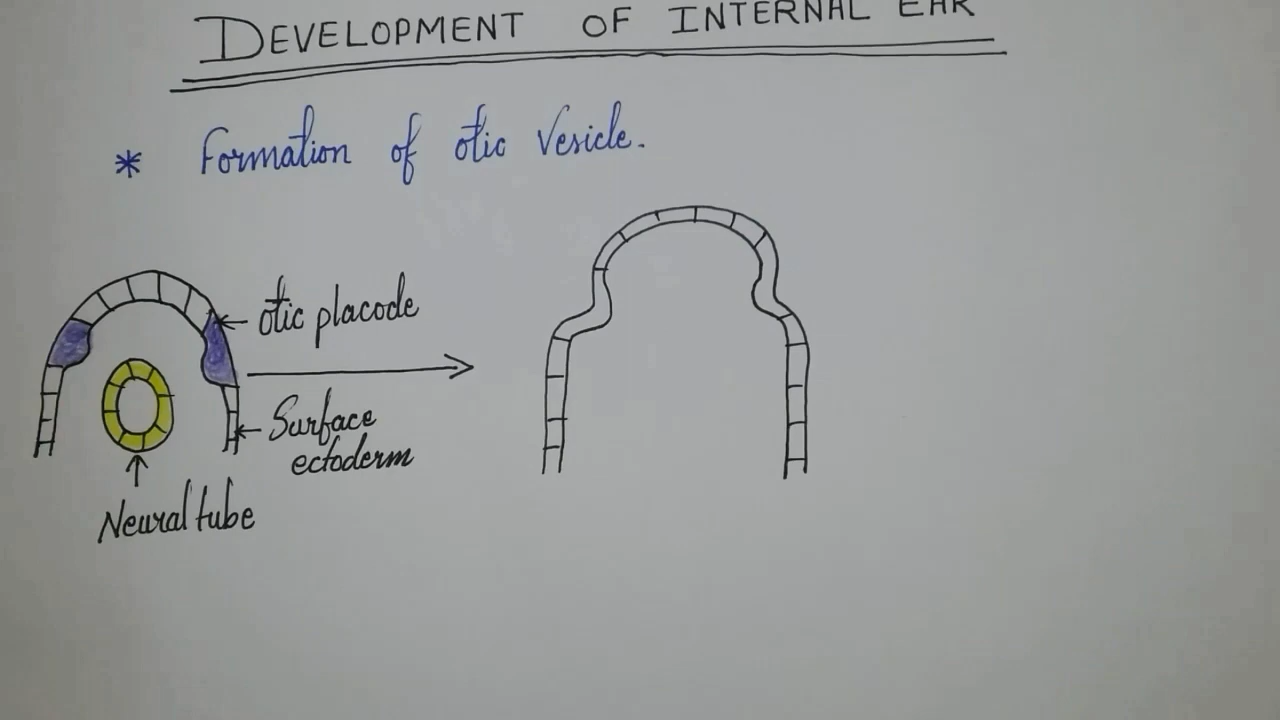 DEVELOPMENT OF INTERNAL EAR
* Formation of otic vesicle.
otic placode
Surface
ectoderm
Neural tube